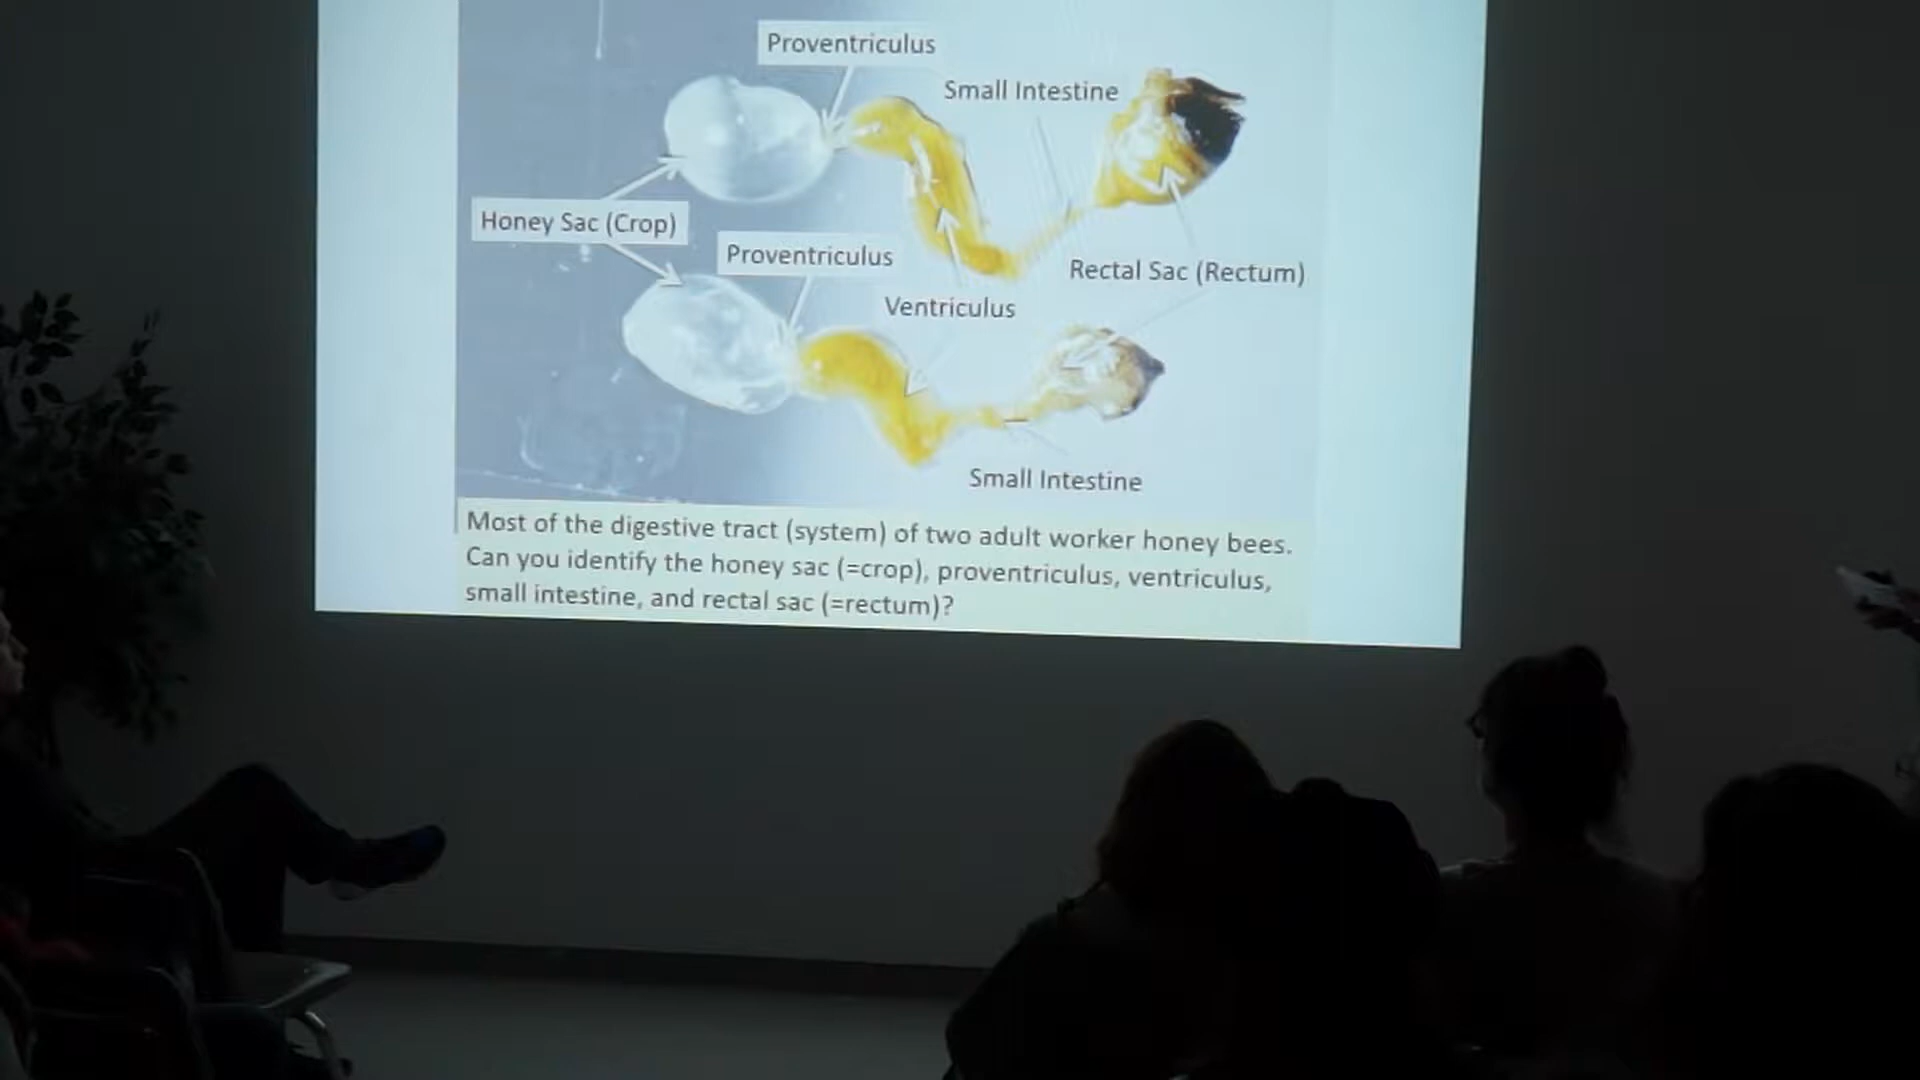 Proventriculus
Small Intestine
Honey Sac (Crop)
Proventriculus
Rectal Sac (Rectum)
Ventriculus
Small Intestine
Most of the digestive tract (system) of two adult worker honey bees.
Can you identify the honey sac (=crop), proventriculus, ventriculus,
small intestine, and rectal sac (=rectum)?